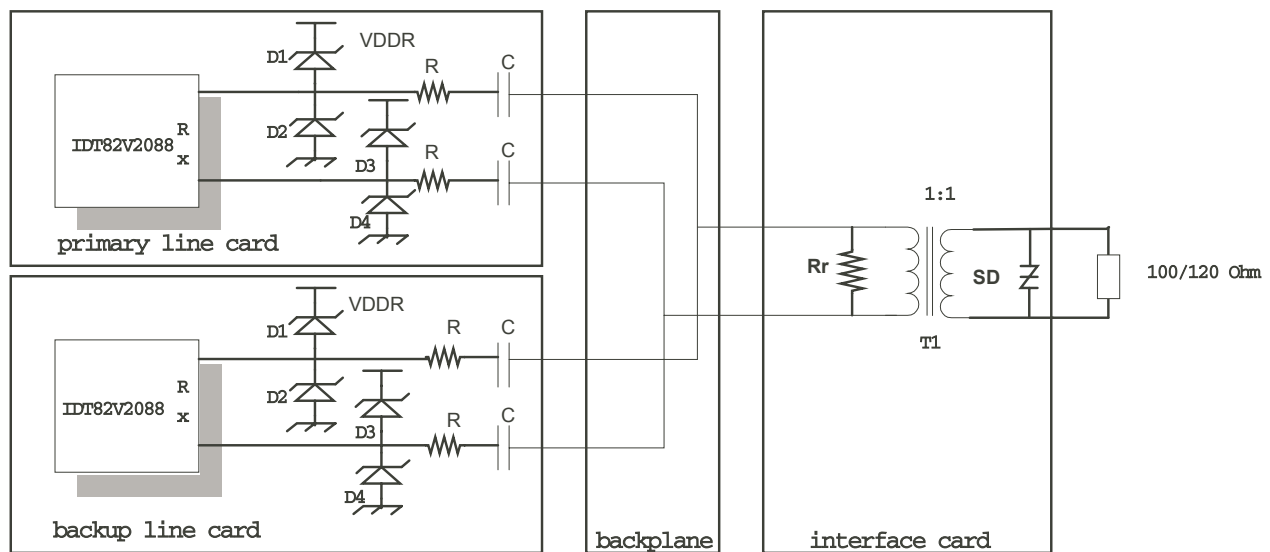 D1
VDDR
R
C
D2
R
x
IDT82V2088
D3
R
C
D4
primary line card
1:1
Rr
SD
100/120 Ohm
T1
VDDR
D1
R
C
D2
R
x
IDT82V2088
D3
R
C
D4
backup line card
backplane
interface card